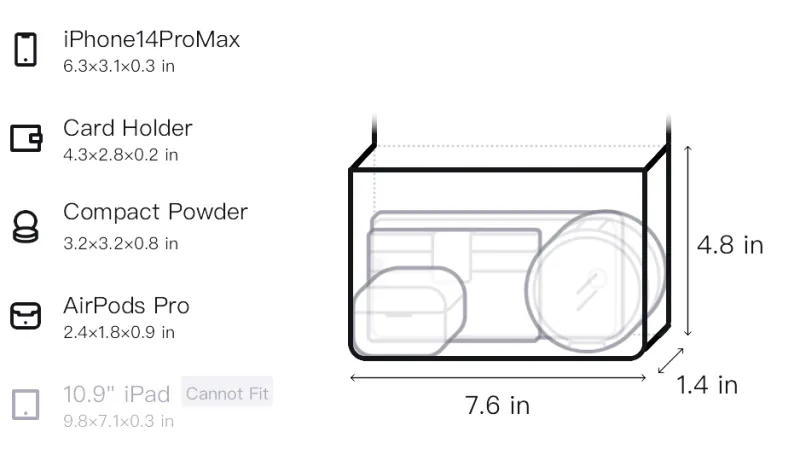 iPhone14ProMax
6.3×3.1×0.3 in
Card Holder
4.3×2.8×0.2 in
Compact Powder
3.2×3.2×0.8 in
AirPods Pro
2.4×1.8×0.9 in
10.9" iPad Cannot Fit
9.8×7.1×0.3 in
4.8 in
1.4 in
7.6 in